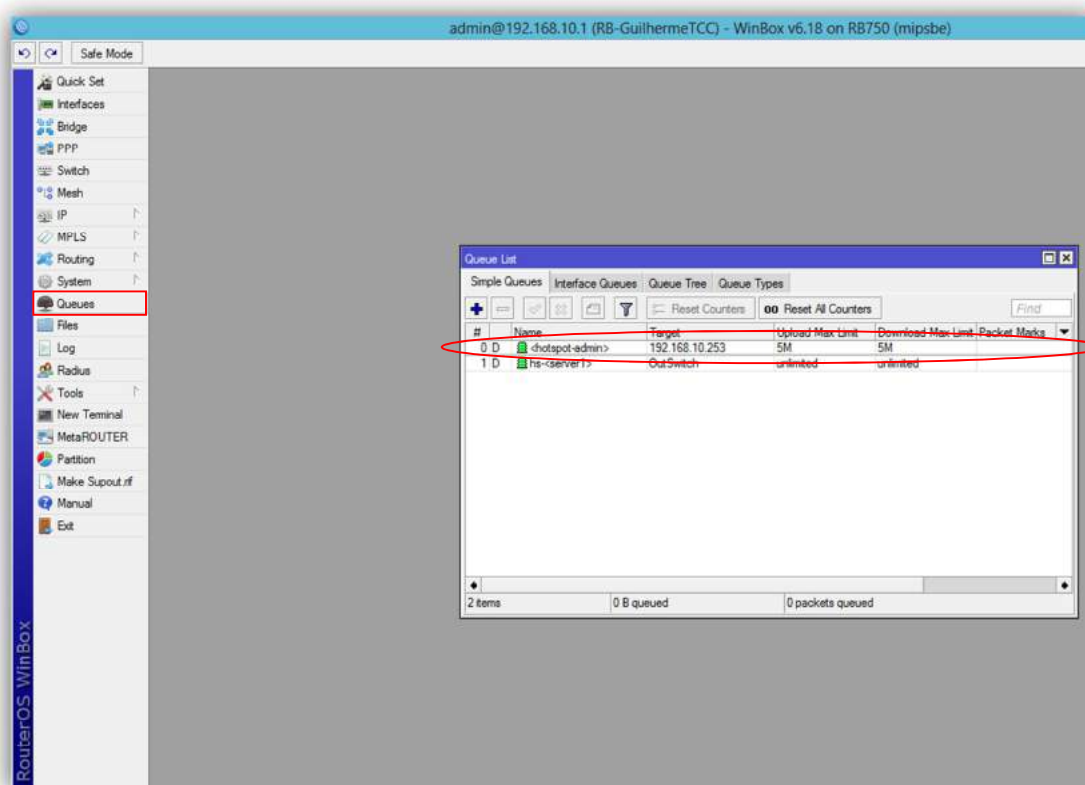 admin@192.168.10.1 (RB-GuilhermeTCC) - WinBox v6.18 on RB750 (mipsbe)
Safe Mode
Quick Set
Interfaces
Bridge
PPP
Switch
Mesh
IP
MPLS
Routing
System
Queues
Files
Log
Radius
Tools
New Terminal
MetaROUTER
Partition
Make Supout.rif
Manual
Exit
RouterOS WinBox
Queue List
Simple Queues Interface Queues Queue Tree Queue Types
Reset Counters 00 Reset All Counters Find
# Name Target Upload Max Limit Download Max Limit Packet Marks
0 D <hotspot-admin> 192.168.10.253 5M 5M
1 D hs-<server1> OutSwitch unlimited unlimited
2 items 0 B queued 0 packets queued